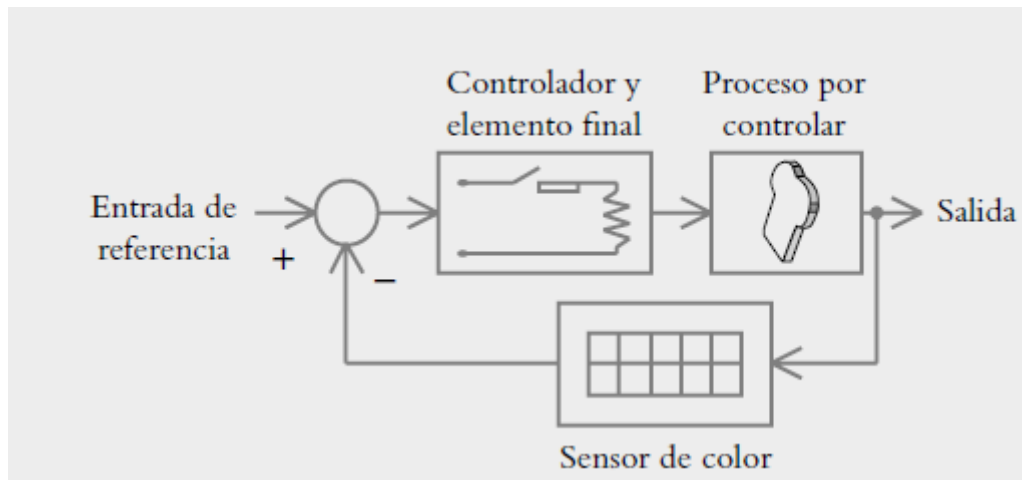 Controlador y
elemento final
Proceso por
controlar
Entrada de
referencia
+
−
Salida
Sensor de color